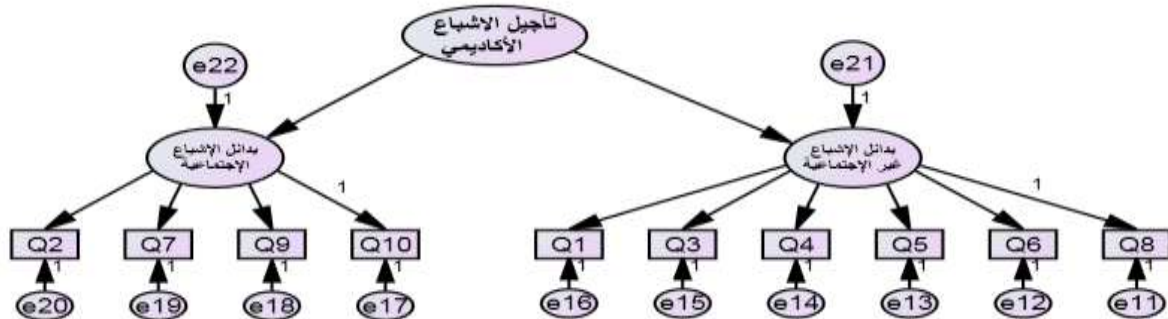 تأجيل الاشباع
الأكاديمي
e22
e21
1
1
بدائل الإشباع
الإجتماعية
بدائل الإشباع
غير الإجتماعية
1
1
Q2
Q7
Q9
Q10
Q1
Q3
Q4
Q5
Q6
Q8
1
1
1
1
1
1
1
1
1
1
e20
e19
e18
e17
e16
e15
e14
e13
e12
e11